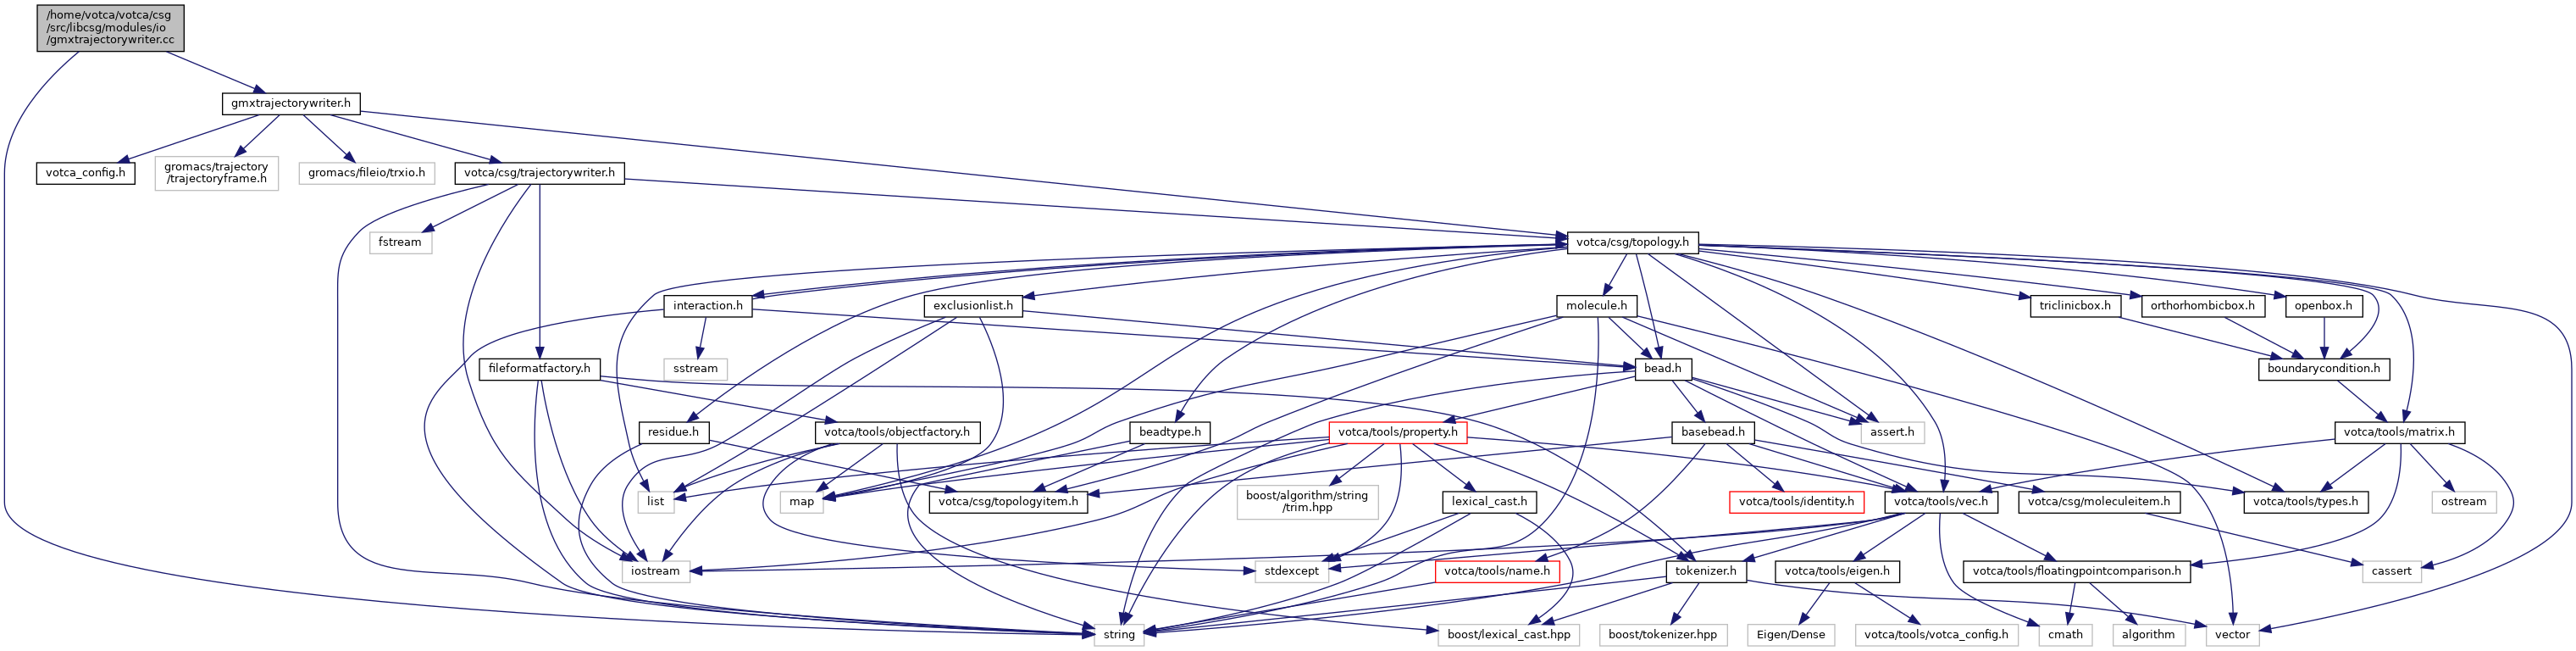 /home/votca/votca/csg
/src/libcsg/modules/io
/gmxtrajectorywriter.cc
gmxtrajectorywriter.h
votca_config.h
gromacs/trajectory
/trajectoryframe.h
gromacs/fileio/trxio.h
votca/csg/trajectorywriter.h
fstream
votca/csg/topology.h
interaction.h
exclusionlist.h
molecule.h
triclinicbox.h
orthorhombicbox.h
openbox.h
fileformatfactory.h
sstream
bead.h
boundarycondition.h
residue.h
votca/tools/objectfactory.h
beadtype.h
votca/tools/property.h
basebead.h
assert.h
votca/tools/matrix.h
list
map
votca/csg/topologyitem.h
boost/algorithm/string
/trim.hpp
lexical_cast.h
votca/tools/identity.h
votca/tools/vec.h
votca/csg/moleculeitem.h
votca/tools/types.h
ostream
iostream
stdexcept
votca/tools/name.h
tokenizer.h
votca/tools/eigen.h
votca/tools/floatingpointcomparison.h
cassert
string
boost/lexical_cast.hpp
boost/tokenizer.hpp
Eigen/Dense
votca/tools/votca_config.h
cmath
algorithm
vector